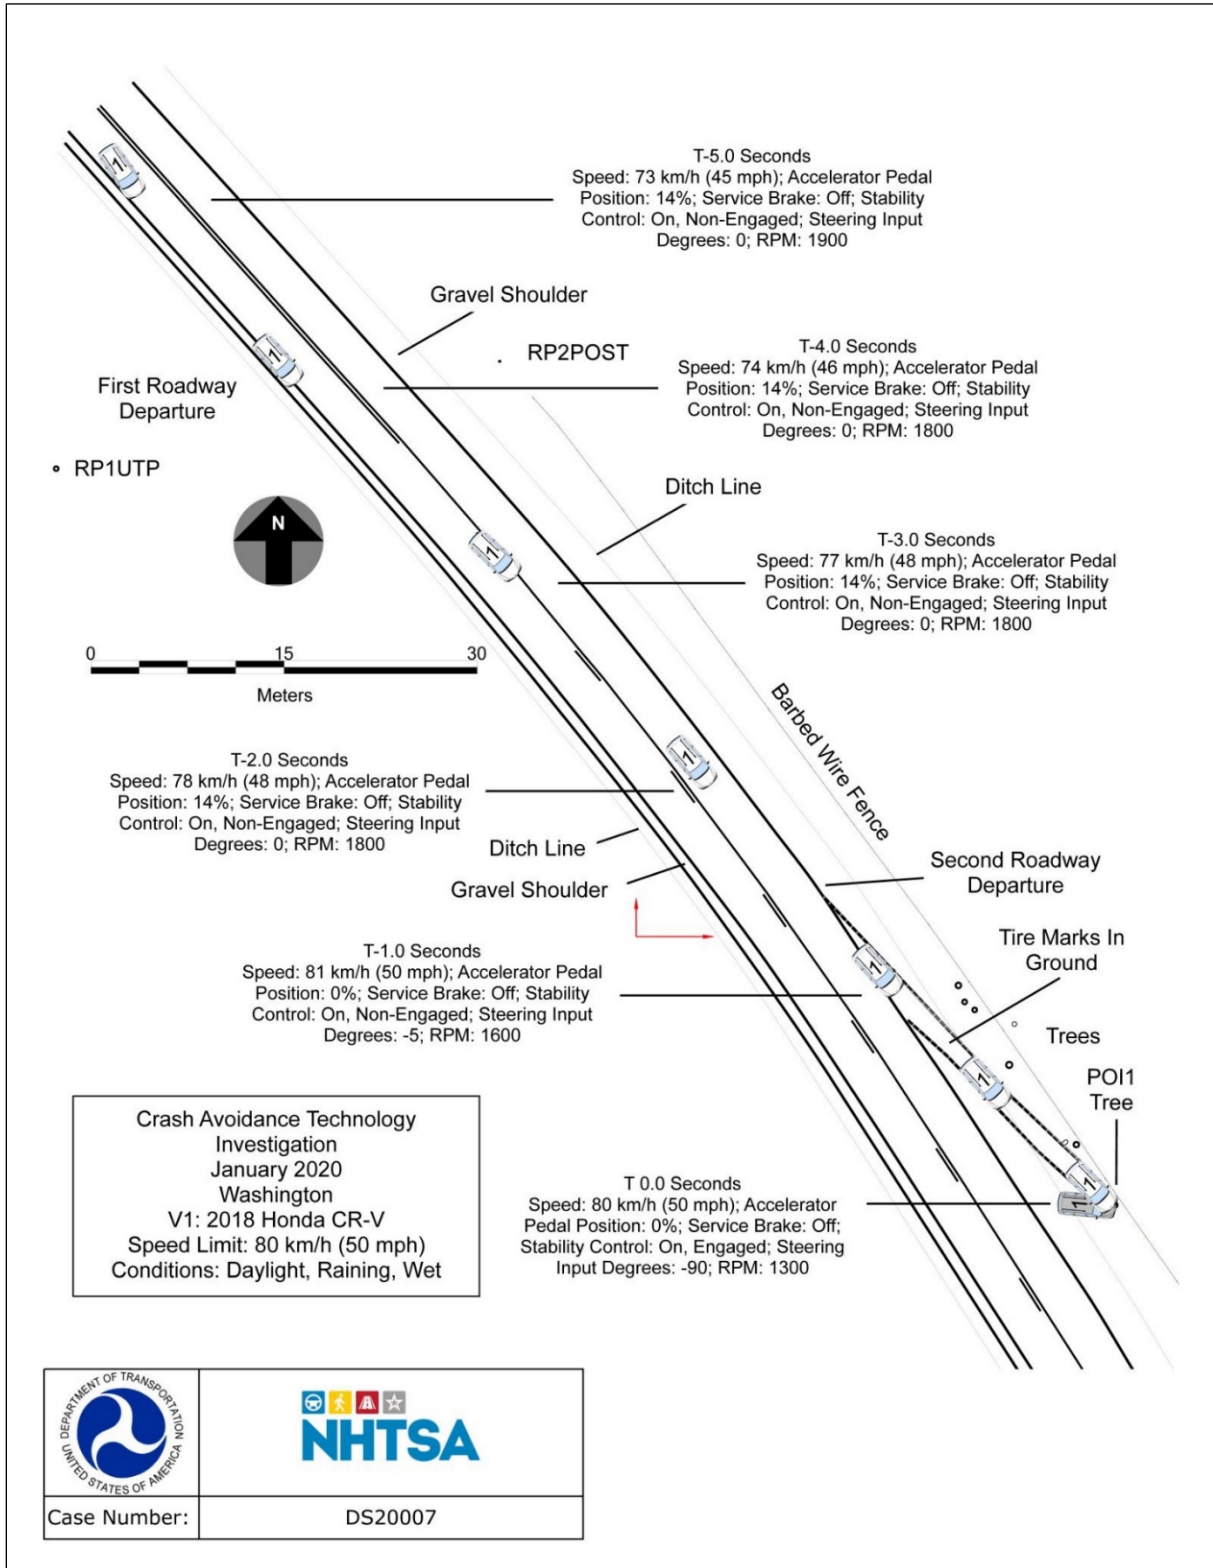 T-5.0 Seconds
Speed: 73 km/h (45 mph); Accelerator Pedal
Position: 14%; Service Brake: Off; Stability
Control: On, Non-Engaged; Steering Input
Degrees: 0; RPM: 1900
1
Gravel Shoulder
RP2POST
T-4.0 Seconds
Speed: 74 km/h (46 mph); Accelerator Pedal
Position: 14%; Service Brake: Off; Stability
Control: On, Non-Engaged; Steering Input
Degrees: 0; RPM: 1800
1
First Roadway
Departure
RP1UTP
N
Ditch Line
T-3.0 Seconds
Speed: 77 km/h (48 mph); Accelerator Pedal
Position: 14%; Service Brake: Off; Stability
Control: On, Non-Engaged; Steering Input
Degrees: 0; RPM: 1800
1
0 15 30
Meters
Barbed Wire Fence
T-2.0 Seconds
Speed: 78 km/h (48 mph); Accelerator Pedal
Position: 14%; Service Brake: Off; Stability
Control: On, Non-Engaged; Steering Input
Degrees: 0; RPM: 1800
1
Ditch Line
Gravel Shoulder
Second Roadway
Departure
Tire Marks In
Ground
T-1.0 Seconds
Speed: 81 km/h (50 mph); Accelerator Pedal
Position: 0%; Service Brake: Off; Stability
Control: On, Non-Engaged; Steering Input
Degrees: -5; RPM: 1600
1
Trees
1
POI1
Tree
Crash Avoidance Technology
Investigation
January 2020
Washington
V1: 2018 Honda CR-V
Speed Limit: 80 km/h (50 mph)
Conditions: Daylight, Raining, Wet
T 0.0 Seconds
Speed: 80 km/h (50 mph); Accelerator
Pedal Position: 0%; Service Brake: Off;
Stability Control: On, Engaged; Steering
Input Degrees: -90; RPM: 1300
1
1
DEPARTMENT OF TRANSPORTATION
UNITED STATES OF AMERICA
NHTSA
Case Number: DS20007